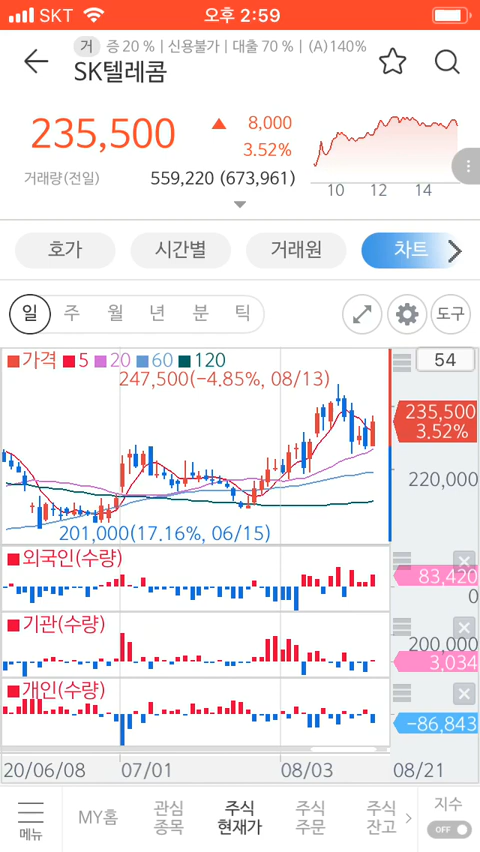 SKT 오후 2:59
거 증 20 % | 신용불가 | 대출 70 % | (A)140%
SK텔레콤
235,500 ▲ 8,000
3.52%
거래량(전일) 559,220 (673,961)
10 12 14
호가 시간별 거래원 차트
일 주 월 년 분 틱 도구
가격 5 20 60 120 54
247,500(-4.85%, 08/13)
235,500
3.52%
220,000
201,000(17.16%, 06/15)
외국인(수량)
83,420
0
기관(수량)
200,000
3,034
개인(수량)
-86,843
20/06/08 07/01 08/03 08/21
메뉴 MY홈 관심 종목 주식 현재가 주식 주문 주식 잔고 지수
OFF